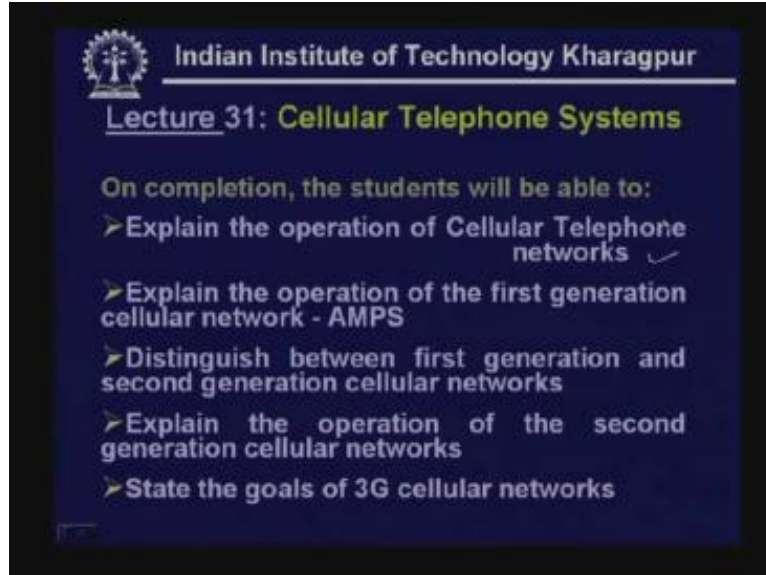 Indian Institute of Technology Kharagpur
Lecture 31: Cellular Telephone Systems
On completion, the students will be able to:
➢Explain the operation of Cellular Telephone
networks
➢Explain the operation of the first generation
cellular network - AMPS
➢Distinguish between first generation and
second generation cellular networks
➢Explain the operation of the second
generation cellular networks
➢State the goals of 3G cellular networks